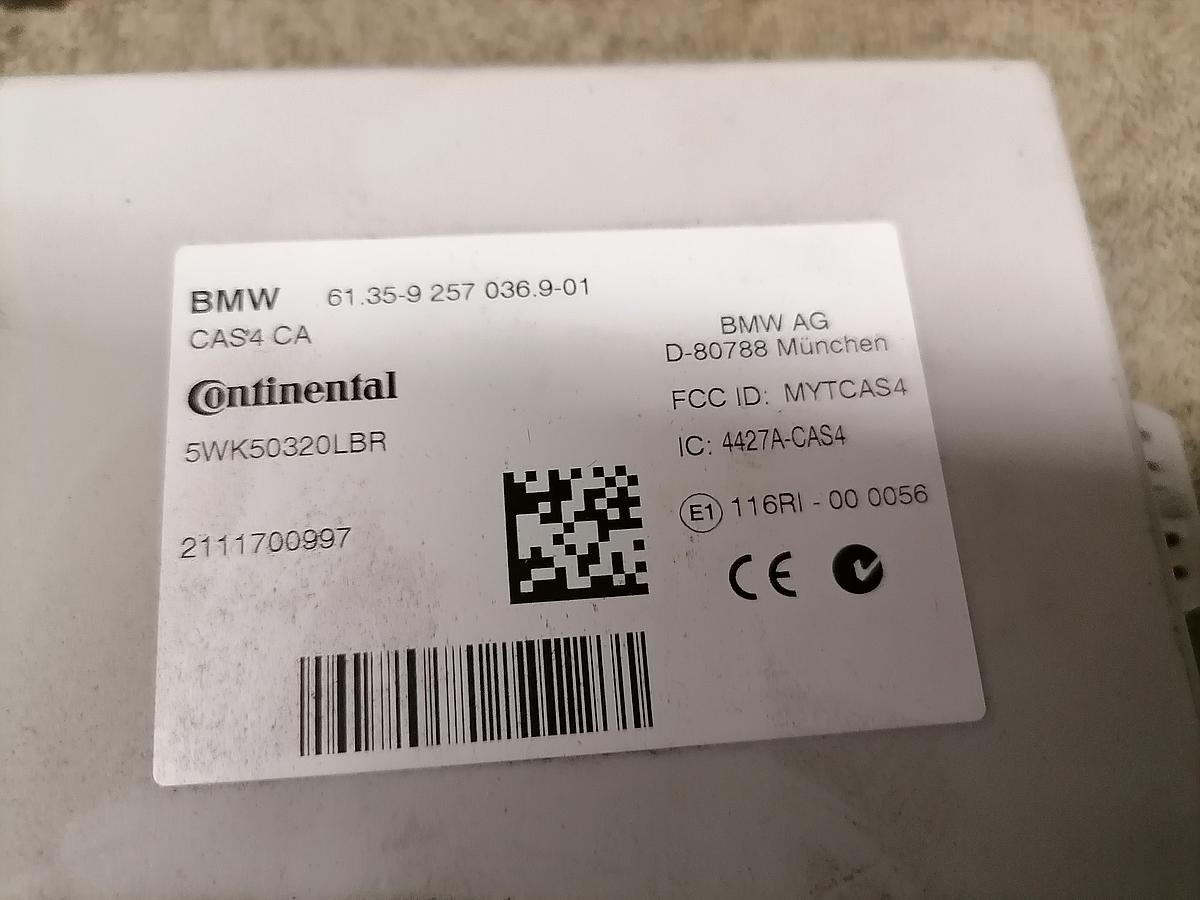 BMW 61.35-9 257 036.9-01
CAS4 CA
Continental
5WK50320LBR
2111700997
BMW AG
D-80788 München
FCC ID: MYTCAS4
IC: 4427A-CAS4
E1 116RI - 00 0056
CE